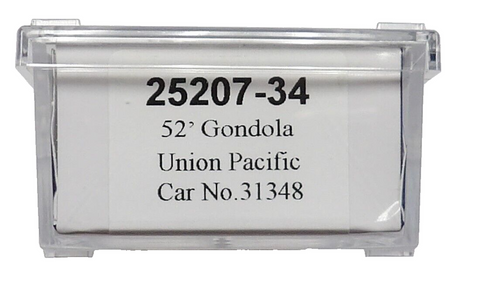 25207-34
52' Gondola
Union Pacific
Car No.31348